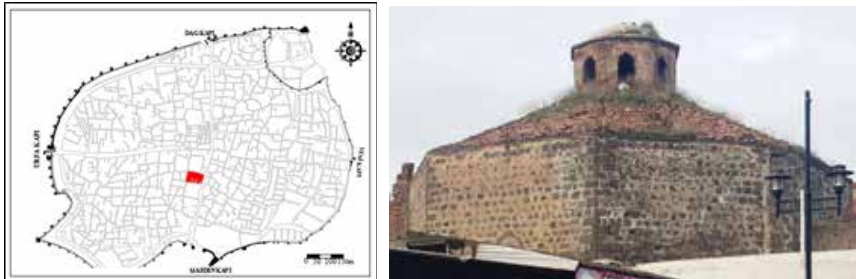 DAĞ KAPI
N
URFA KAPI
YENİ KAPI
MARDİN KAPI